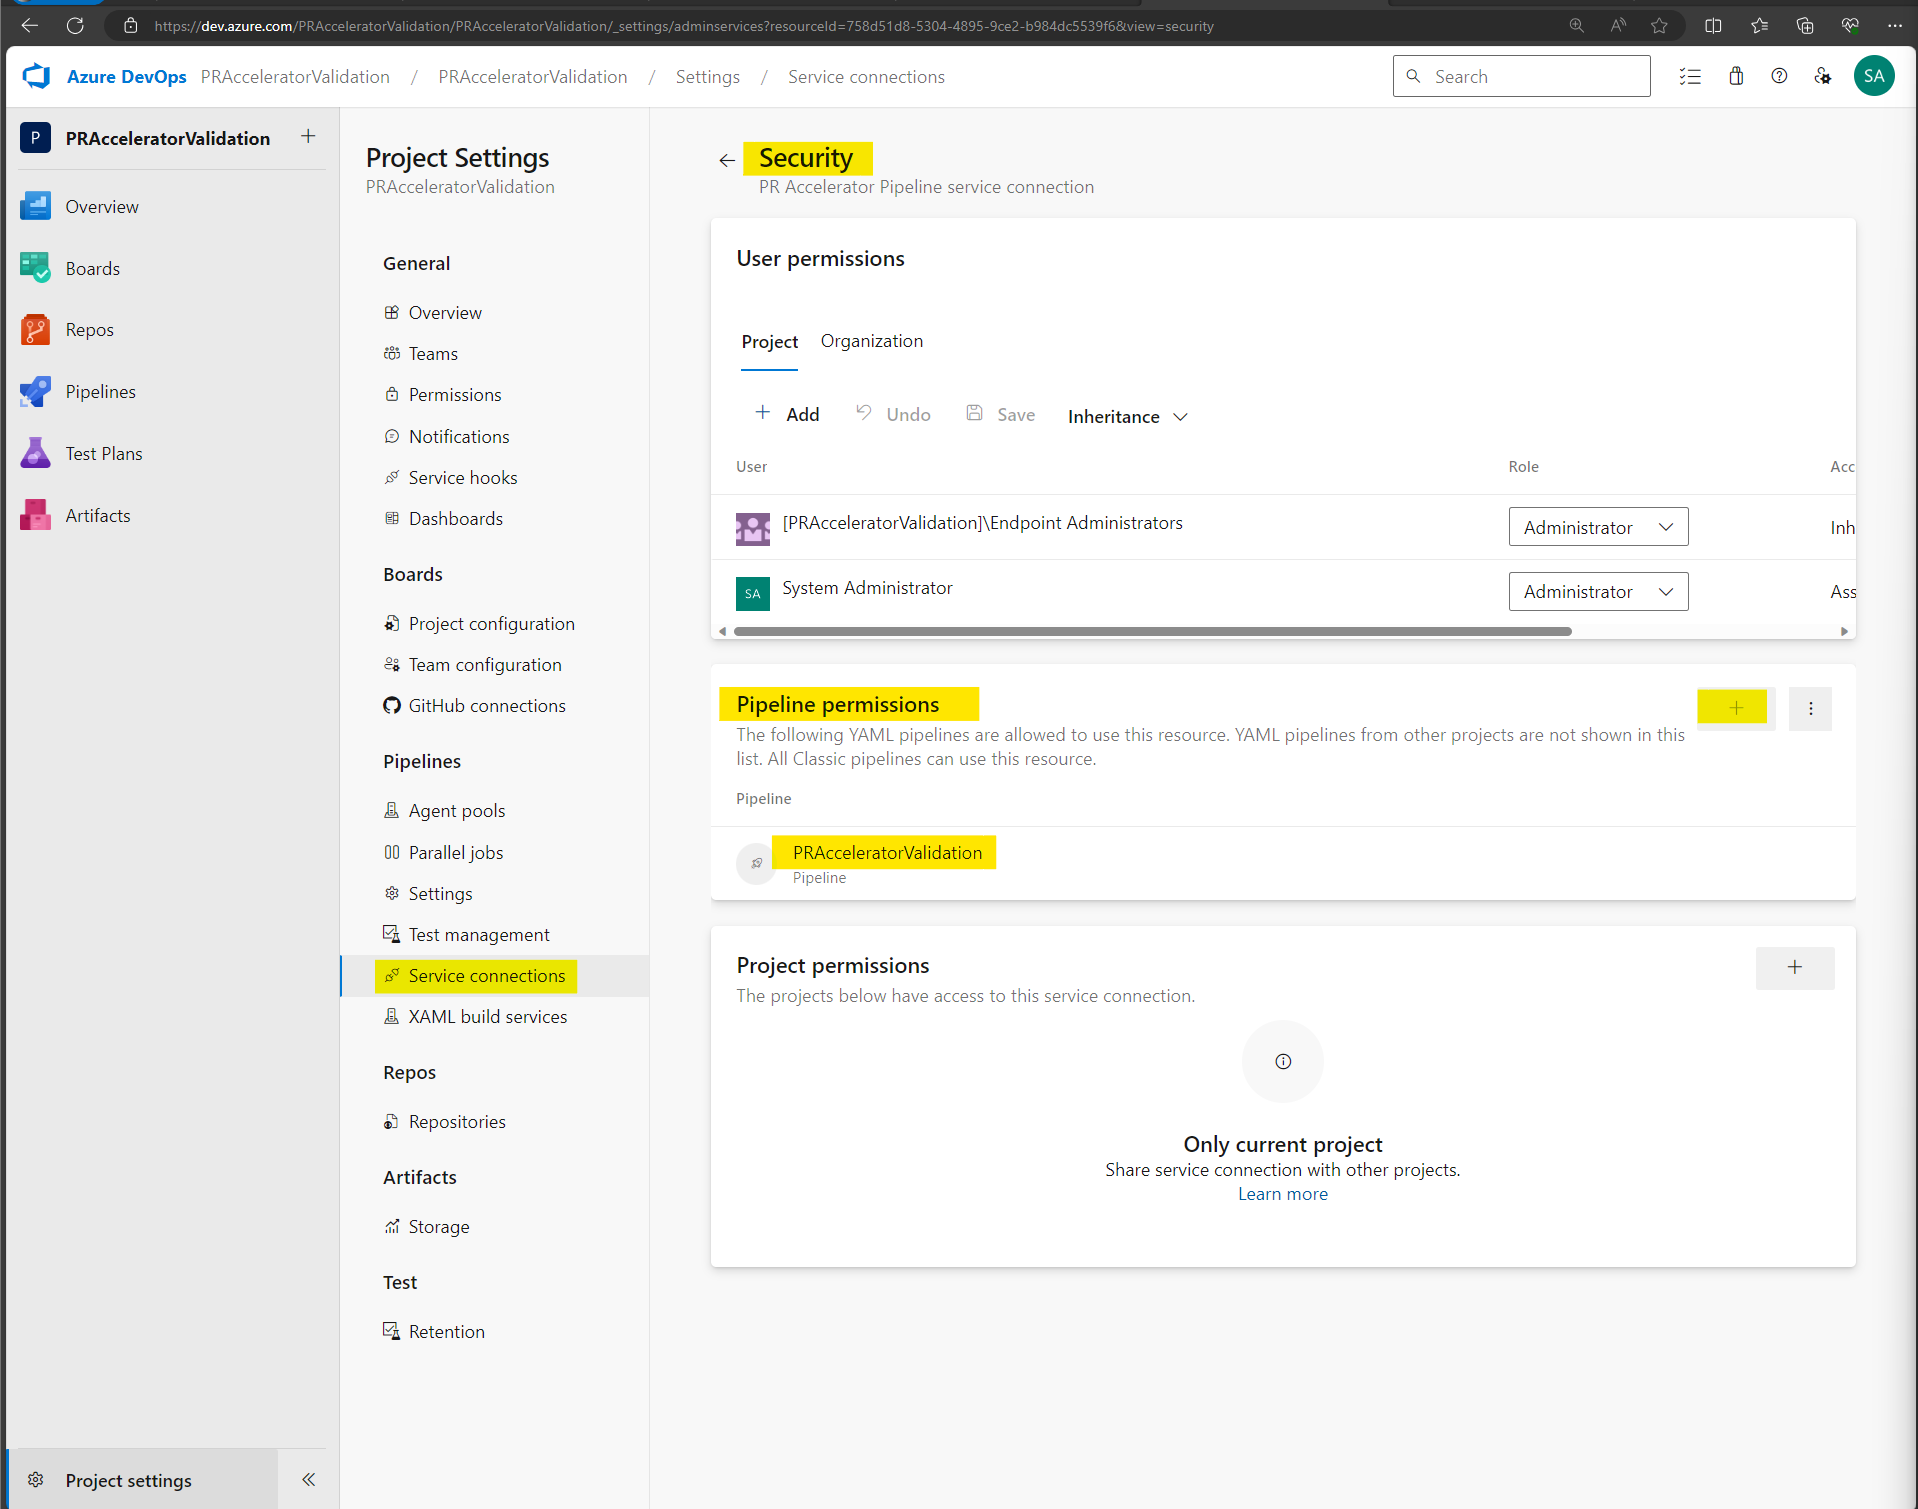 https://dev.azure.com/PRAcceleratorValidation/PRAcceleratorValidation/_settings/adminservices?resourceId=758d51d8-5304-4895-9ce2-b984dc5539f6&view=security
Azure DevOps PRAcceleratorValidation / PRAcceleratorValidation / Settings / Service connections
Search
SA
P PRAcceleratorValidation
Overview
Boards
Repos
Pipelines
Test Plans
Artifacts
Project settings
Project Settings
PRAcceleratorValidation
General
Overview
Teams
Permissions
Notifications
Service hooks
Dashboards
Boards
Project configuration
Team configuration
GitHub connections
Pipelines
Agent pools
Parallel jobs
Settings
Test management
Service connections
XAML build services
Repos
Repositories
Artifacts
Storage
Test
Retention
Security
PR Accelerator Pipeline service connection
User permissions
Project Organization
Add Undo Save Inheritance
User Role Acc
[PRAcceleratorValidation]\Endpoint Administrators Administrator Inh
SA System Administrator Administrator Ass
Pipeline permissions
The following YAML pipelines are allowed to use this resource. YAML pipelines from other projects are not shown in this
list. All Classic pipelines can use this resource.
Pipeline
PRAcceleratorValidation
Pipeline
Project permissions
The projects below have access to this service connection.
Only current project
Share service connection with other projects.
Learn more